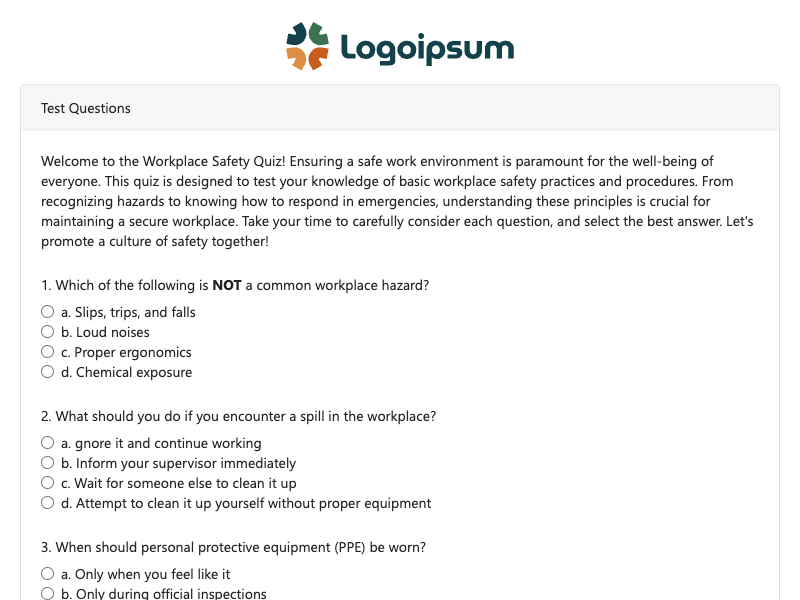 Logoipsum
Test Questions
Welcome to the Workplace Safety Quiz! Ensuring a safe work environment is paramount for the well-being of
everyone. This quiz is designed to test your knowledge of basic workplace safety practices and procedures. From
recognizing hazards to knowing how to respond in emergencies, understanding these principles is crucial for
maintaining a secure workplace. Take your time to carefully consider each question, and select the best answer. Let's
promote a culture of safety together!
1. Which of the following is NOT a common workplace hazard?
a. Slips, trips, and falls
b. Loud noises
c. Proper ergonomics
d. Chemical exposure
2. What should you do if you encounter a spill in the workplace?
a. gnore it and continue working
b. Inform your supervisor immediately
c. Wait for someone else to clean it up
d. Attempt to clean it up yourself without proper equipment
3. When should personal protective equipment (PPE) be worn?
a. Only when you feel like it
b. Only during official inspections